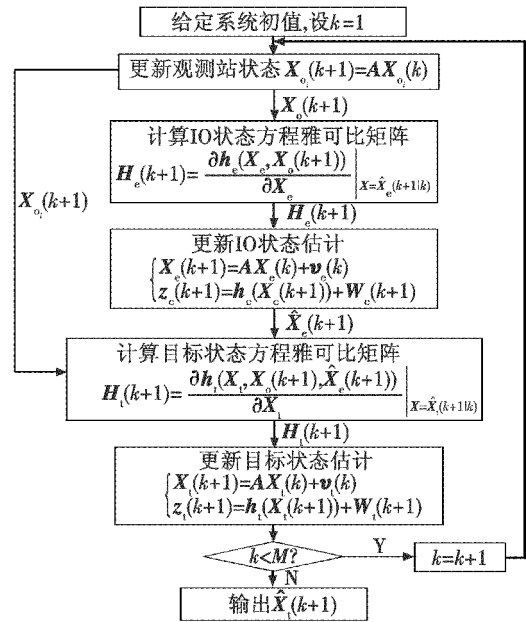 给定系统初值,设k=1
更新观测站状态 X_{o_i}(k+1)=AX_{o_i}(k)
X_o(k+1)
计算IO状态方程雅可比矩阵
H_e(k+1)=∂h_e(X_e,X_o(k+1))/∂X_e|_{X=X̂_e(k+1|k)}
X_{o_i}(k+1)
H_e(k+1)
更新IO状态估计
X_e(k+1)=AX_e(k)+v_e(k)
z_e(k+1)=h_e(X_e(k+1))+W_e(k+1)
X̂_e(k+1)
计算目标状态方程雅可比矩阵
H_t(k+1)=∂h_t(X_t,X_o(k+1),X̂_e(k+1))/∂X_t|_{X=X̂_t(k+1|k)}
H_t(k+1)
更新目标状态估计
X_t(k+1)=AX_t(k)+v_t(k)
z_t(k+1)=h_t(X_t(k+1))+W_t(k+1)
k<M?
Y
k=k+1
N
输出X̂_t(k+1)